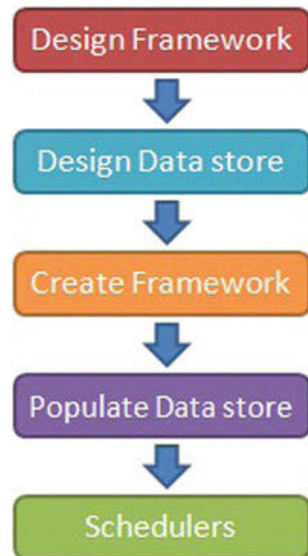 Design Framework
Design Data store
Create Framework
Populate Data store
Schedulers